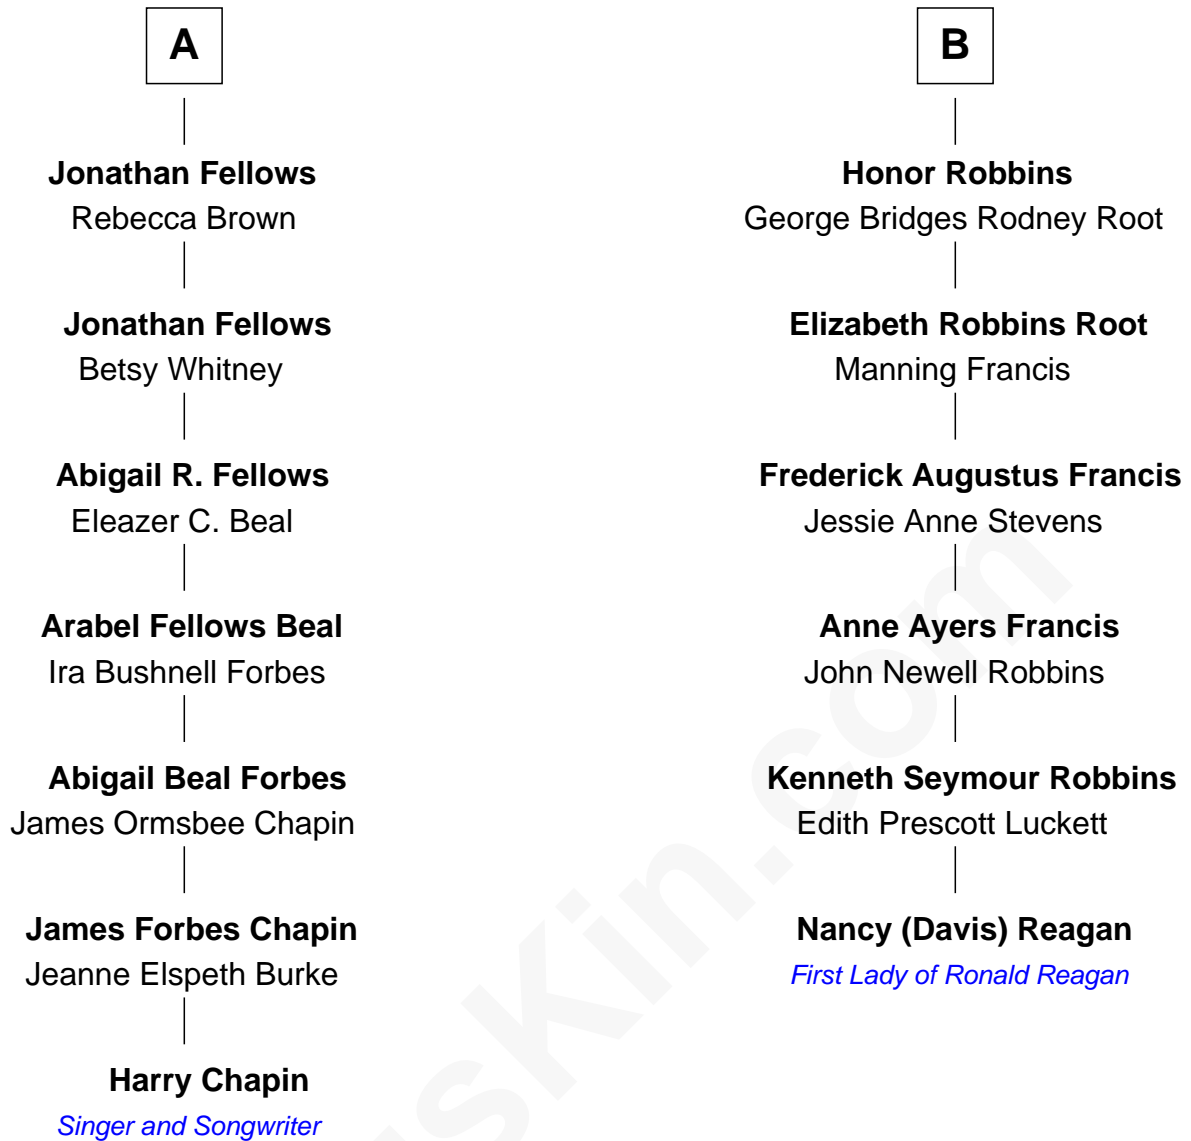 A
Jonathan Fellows
Rebecca Brown
Jonathan Fellows
Betsy Whitney
Abigail R. Fellows
Eleazer C. Beal
Arabel Fellows Beal
Ira Bushnell Forbes
Abigail Beal Forbes
James Ormsbee Chapin
James Forbes Chapin
Jeanne Elspeth Burke
Harry Chapin
Singer and Songwriter
B
Honor Robbins
George Bridges Rodney Root
Elizabeth Robbins Root
Manning Francis
Frederick Augustus Francis
Jessie Anne Stevens
Anne Ayers Francis
John Newell Robbins
Kenneth Seymour Robbins
Edith Prescott Luckett
Nancy (Davis) Reagan
First Lady of Ronald Reagan